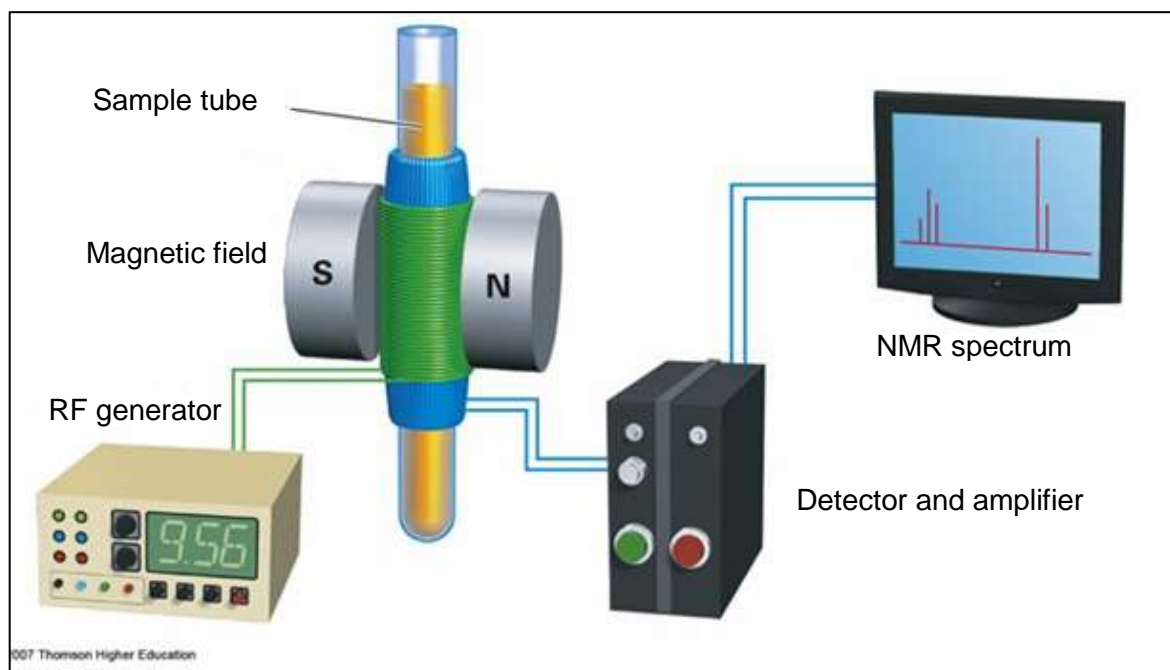 Sample tube
Magnetic field
S
N
NMR spectrum
RF generator
9.56
Detector and amplifier
007 Thomson Higher Education